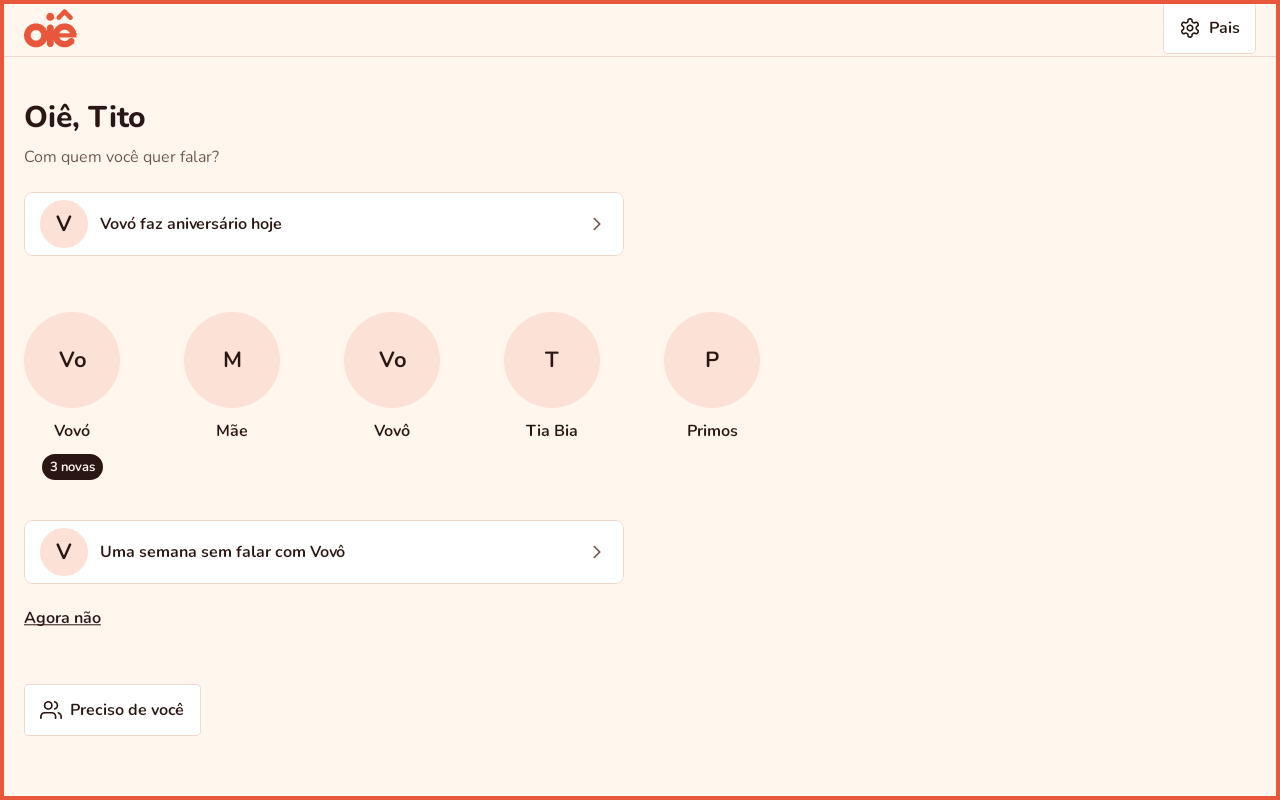 oiê
Pais
Oiê, Tito
Com quem você quer falar?
V
Vovó faz aniversário hoje
Vo
M
Vo
T
P
Vovó
Mãe
Vovô
Tia Bia
Primos
3 novas
V
Uma semana sem falar com Vovô
Agora não
Preciso de você